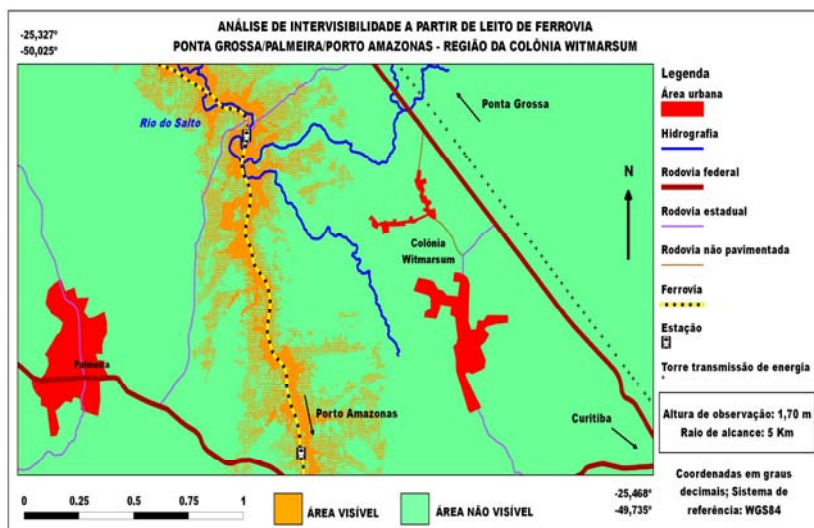 ANÁLISE DE INTERVISIBILIDADE A PARTIR DE LEITO DE FERROVIA
PONTA GROSSA/PALMEIRA/PORTO AMAZONAS - REGIÃO DA COLÔNIA WITMARSUM
-25,327°
-50,025°
Rio do Salto
Ponta Grossa
N
Colônia
Witmarsum
Palmeira
Porto Amazonas
Curitiba
Legenda
Área urbana
Hidrografia
Rodovia federal
Rodovia estadual
Rodovia não pavimentada
Ferrovia
Estação
Torre transmissão de energia
Altura de observação: 1,70 m
Raio de alcance: 5 Km
Coordenadas em graus
decimais; Sistema de
referência: WGS84
0 0.25 0.5 0.75 1
ÁREA VISÍVEL
ÁREA NÃO VISÍVEL
-25,468°
-49,735°